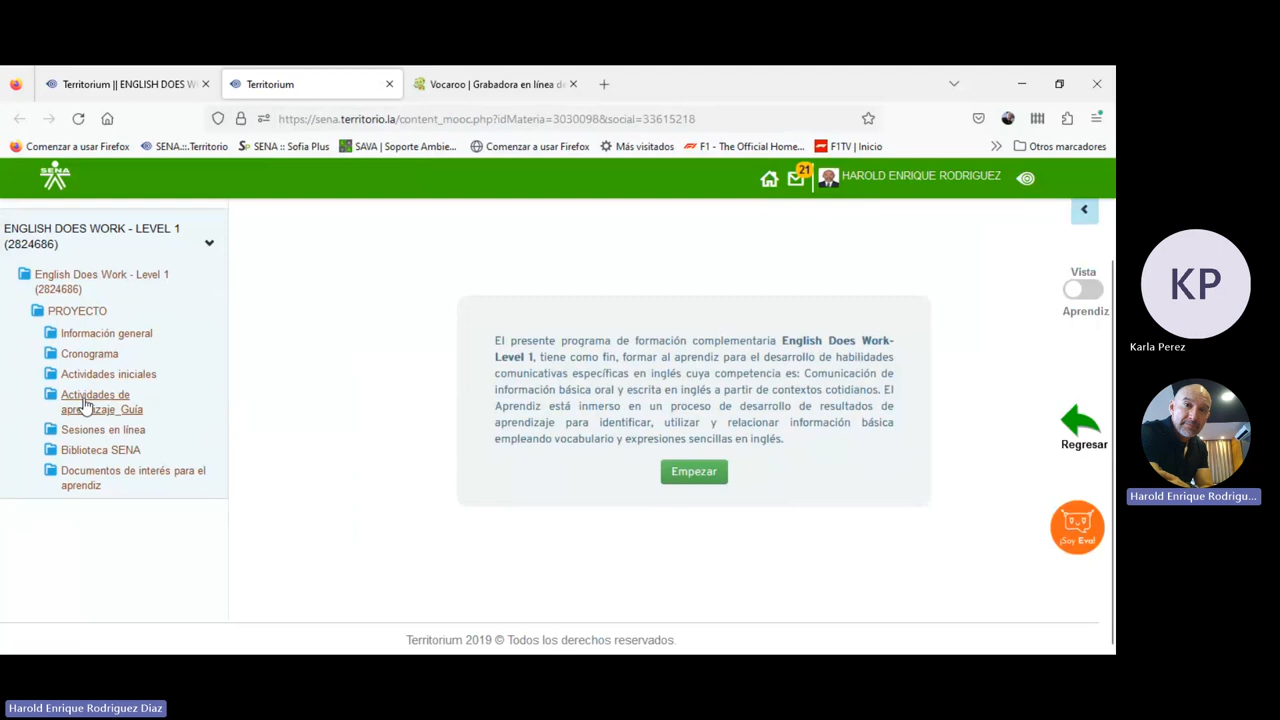 Territorium || ENGLISH DOES W
Territorium
Vocaroo | Grabadora en línea de
https://sena.territorio.la/content_mooc.php?idMateria=3030098&social=33615218
Comenzar a usar Firefox
SENA.::.Territorio
SENA :: Sofia Plus
SAVA | Soporte Ambie...
Comenzar a usar Firefox
Más visitados
F1 - The Official Home...
F1TV | Inicio
Otros marcadores
SENA
21
HAROLD ENRIQUE RODRIGUEZ
ENGLISH DOES WORK - LEVEL 1
(2824686)
English Does Work - Level 1
(2824686)
PROYECTO
Información general
Cronograma
Actividades iniciales
Actividades de
aprendizaje_Guía
Sesiones en línea
Biblioteca SENA
Documentos de interés para el
aprendiz
El presente programa de formación complementaria English Does Work-
Level 1, tiene como fin, formar al aprendiz para el desarrollo de habilidades
comunicativas específicas en inglés cuya competencia es: Comunicación de
información básica oral y escrita en inglés a partir de contextos cotidianos. El
Aprendiz está inmerso en un proceso de desarrollo de resultados de
aprendizaje para identificar, utilizar y relacionar información básica
empleando vocabulario y expresiones sencillas en inglés.
Empezar
Vista
Aprendiz
Regresar
¡Soy Eva!
Territorium 2019 © Todos los derechos reservados.
KP
Karla Perez
Harold Enrique Rodrigu...
Harold Enrique Rodriguez Diaz